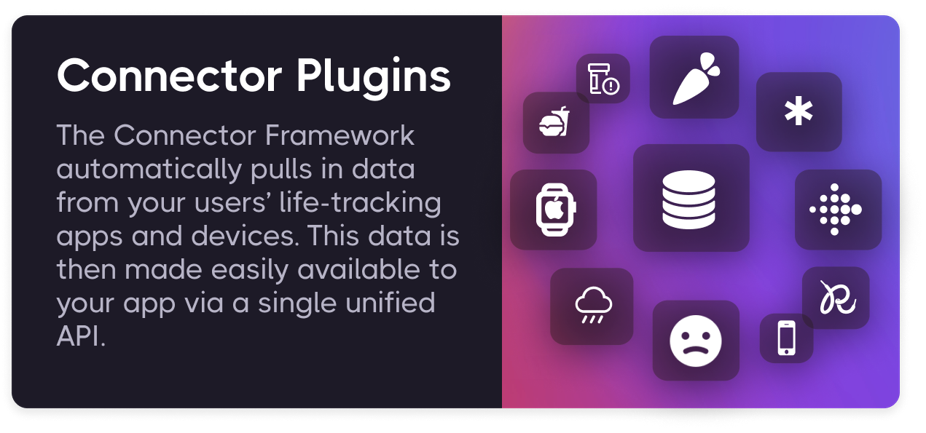 Connector Plugins
The Connector Framework
automatically pulls in data
from your users’ life-tracking
apps and devices. This data is
then made easily available to
your app via a single unified
API.